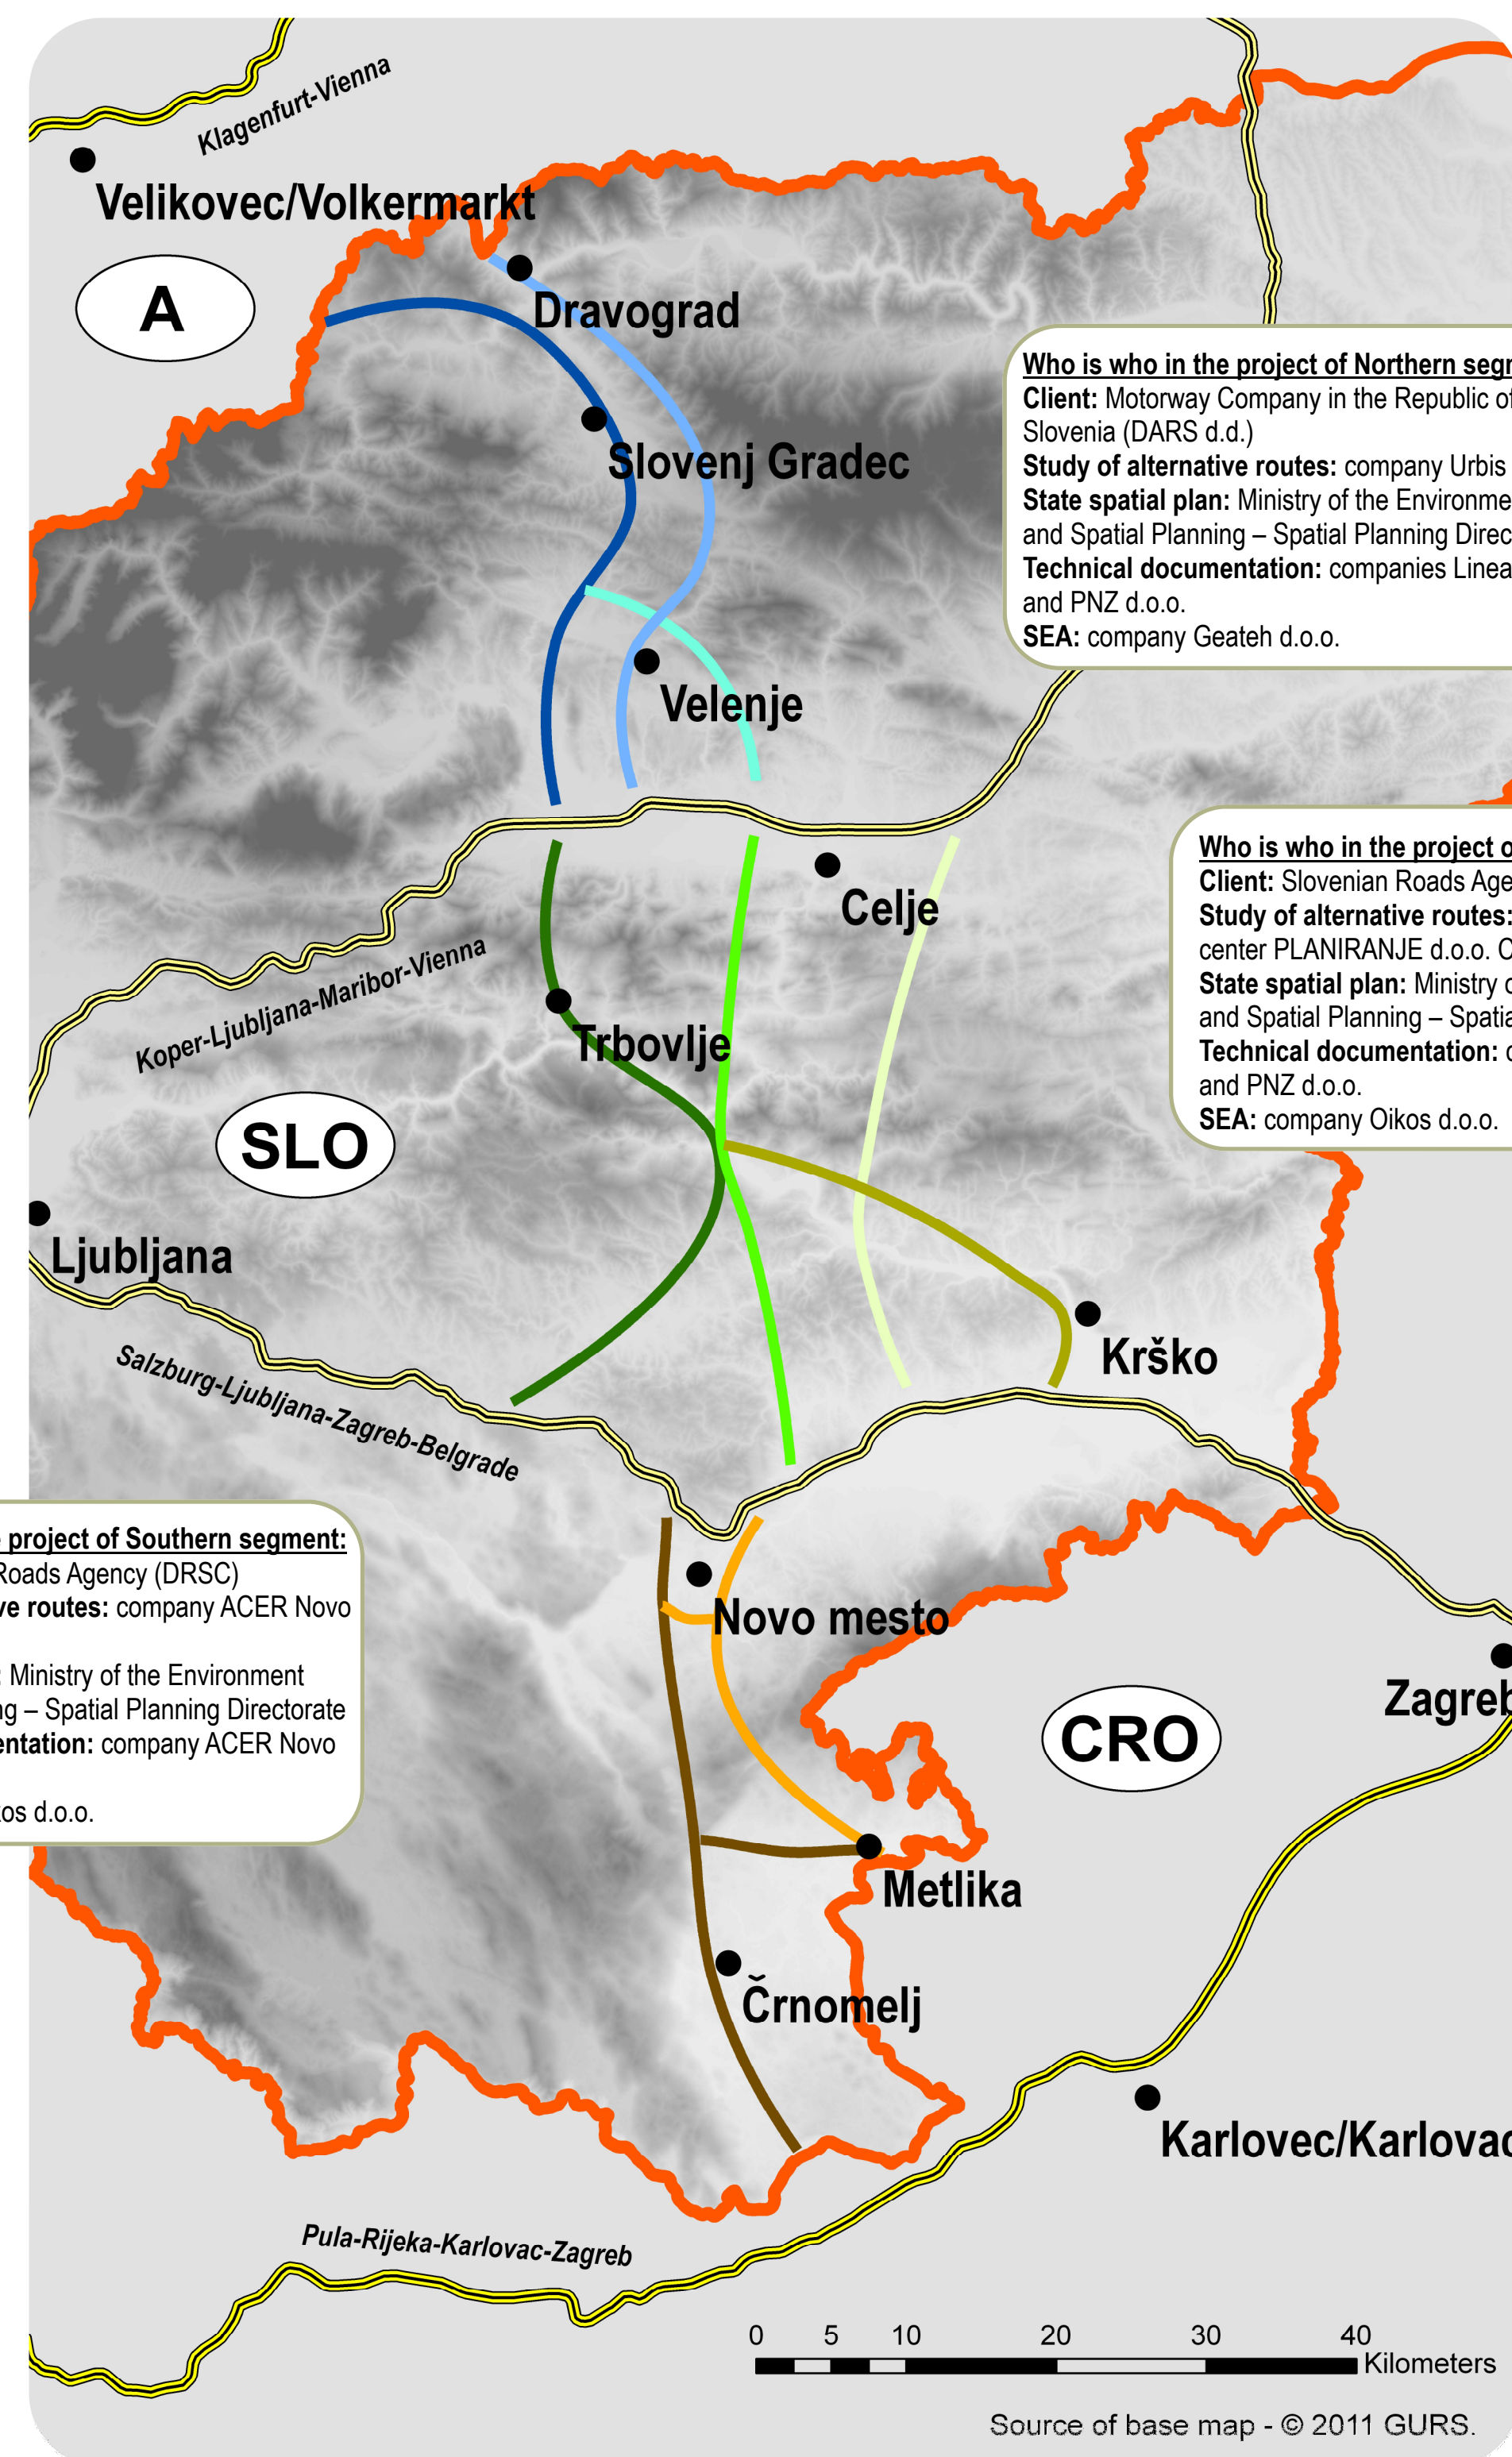 Klagenfurt-Vienna
Velikovec/Volkermarkt
A
Dravograd
Slovenj Gradec
Who is who in the project of Northern segm
Client: Motorway Company in the Republic of
Slovenia (DARS d.d.)
Study of alternative routes: company Urbis
State spatial plan: Ministry of the Environme
and Spatial Planning – Spatial Planning Direc
Technical documentation: companies Linea
and PNZ d.o.o.
SEA: company Geateh d.o.o.
Velenje
Celje
Who is who in the project o
Client: Slovenian Roads Age
Study of alternative routes:
center PLANIRANJE d.o.o. C
State spatial plan: Ministry o
and Spatial Planning – Spatia
Technical documentation: c
and PNZ d.o.o.
SEA: company Oikos d.o.o.
Koper-Ljubljana-Maribor-Vienna
Trbovlje
SLO
Ljubljana
Krško
Salzburg-Ljubljana-Zagreb-Belgrade
e project of Southern segment:
Roads Agency (DRSC)
ve routes: company ACER Novo
: Ministry of the Environment
ng – Spatial Planning Directorate
entation: company ACER Novo
kos d.o.o.
Novo mesto
Zagreb
CRO
Metlika
Črnomelj
Karlovec/Karlovac
Pula-Rijeka-Karlovac-Zagreb
0 5 10 20 30 40
Kilometers
Source of base map - © 2011 GURS.